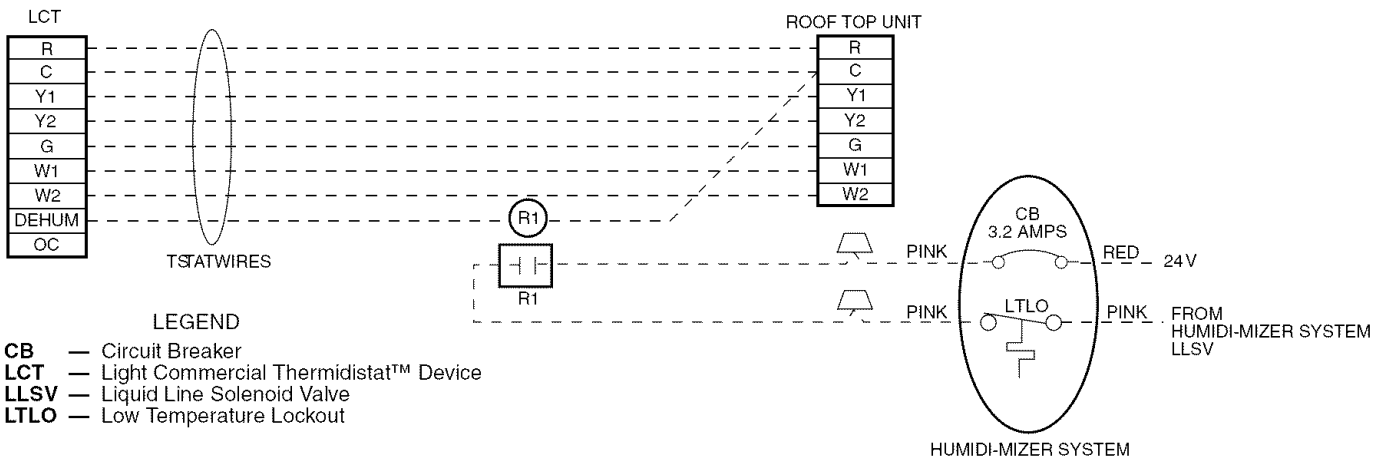 LCT
ROOF TOP UNIT
R
R
C
C
Y1
Y1
Y2
Y2
G
G
W1
W1
W2
W2
DEHUM
R1
OC
TSTATWIRES
R1
CB
3.2 AMPS
PINK
RED
24V
LTLO
PINK
PINK
FROM
HUMIDI-MIZER SYSTEM
LLSV
LEGEND
CB — Circuit Breaker
LCT — Light Commercial Thermidistat™ Device
LLSV — Liquid Line Solenoid Valve
LTLO — Low Temperature Lockout
HUMIDI-MIZER SYSTEM